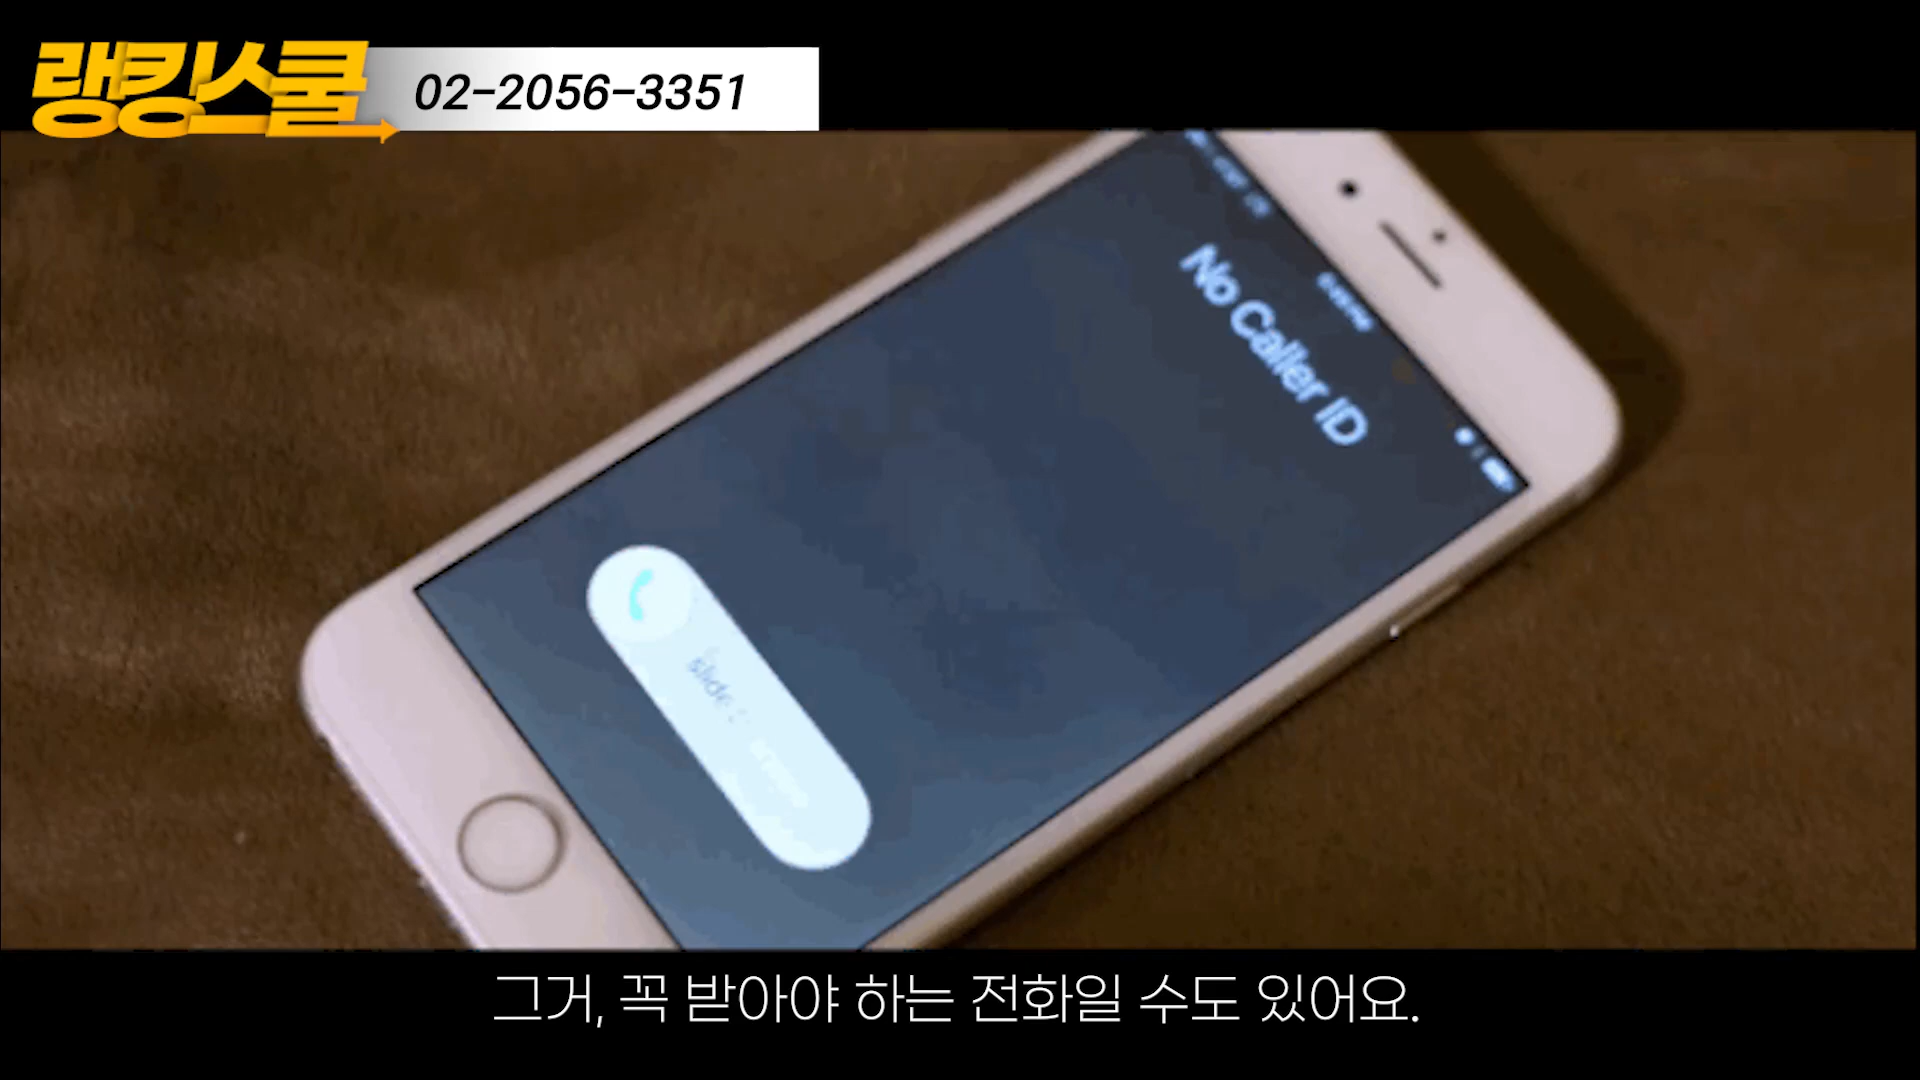 랭킹스쿨
02-2056-3351
No Caller ID
slide
그거, 꼭 받아야 하는 전화일 수도 있어요.